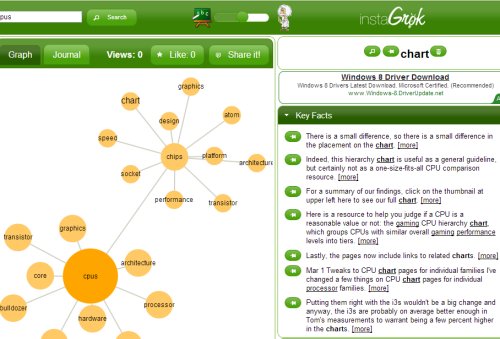 pus
Search
abc
instaGrok
Graph
Journal
Views: 0
Like: 0
Share it!
chart
Windows 8 Driver Download
Windows 8 Drivers Latest Download. Microsoft Certified. (Recommended)
www.Windows-8.DriverUpdate.net
Key Facts
There is a small difference, so there is a small difference in
the placement on the chart. [more]
Indeed, this hierarchy chart is useful as a general guideline,
but certainly not as a one-size-fits-all CPU comparison
resource. [more]
For a summary of our findings, click on the thumbnail at
upper left here to see our full chart. [more]
Here is a resource to help you judge if a CPU is a
reasonable value or not: the gaming CPU hierarchy chart,
which groups CPUs with similar overall gaming performance
levels into tiers. [more]
Lastly, the pages now include links to related charts. [more]
Mar 1 Tweaks to CPU chart pages for individual families I've
changed a few things on CPU chart pages for individual
processor families. [more]
Putting them right with the i3s wouldn't be a big change and
anyway, the i3s are probably on average better enough in
Tom's measurements to warrant being a few percent higher
in the charts. [more]
graphics
chart
atom
design
speed
chips
platform
architecture
socket
performance
transistor
graphics
transistor
architecture
core
cpus
processor
bulldozer
hardware